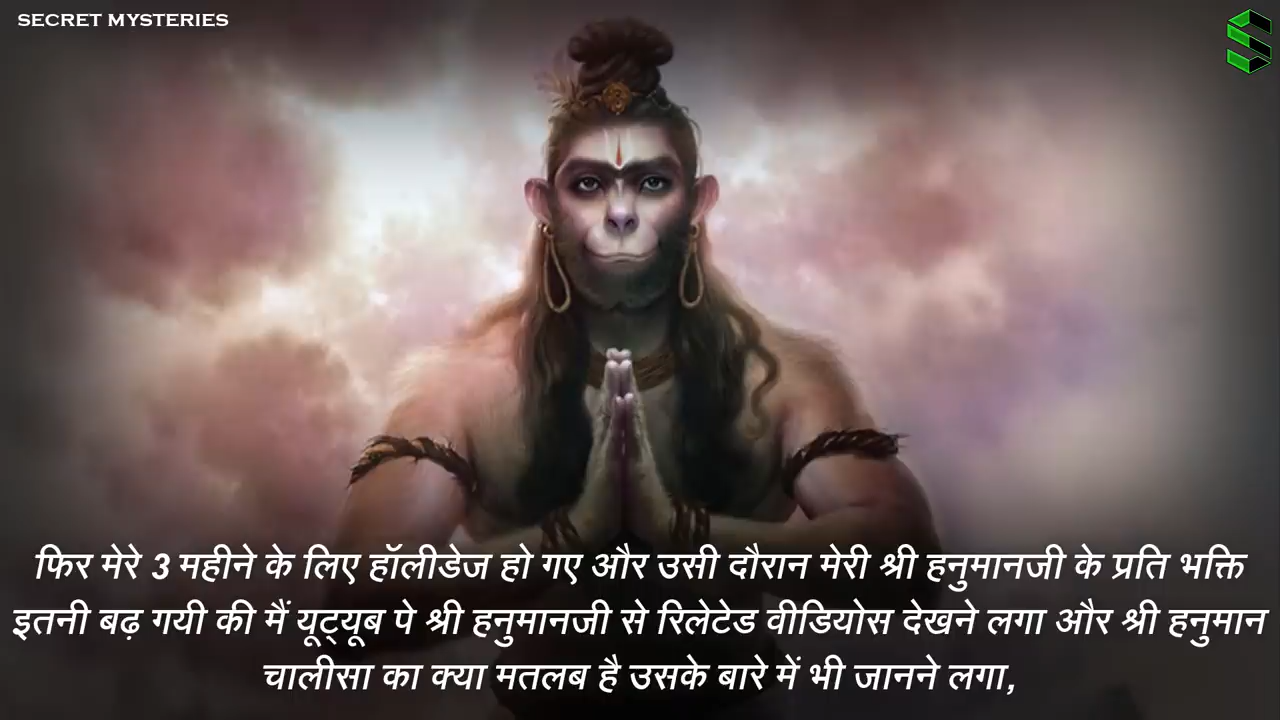 SECRET MYSTERIES
फिर मेरे 3 महीने के लिए हॉलीडेज हो गए और उसी दौरान मेरी श्री हनुमानजी के प्रति भक्ति
इतनी बढ़ गयी की मैं यूट्यूब पे श्री हनुमानजी से रिलेटेड वीडियोस देखने लगा और श्री हनुमान
चालीसा का क्या मतलब है उसके बारे में भी जानने लगा,